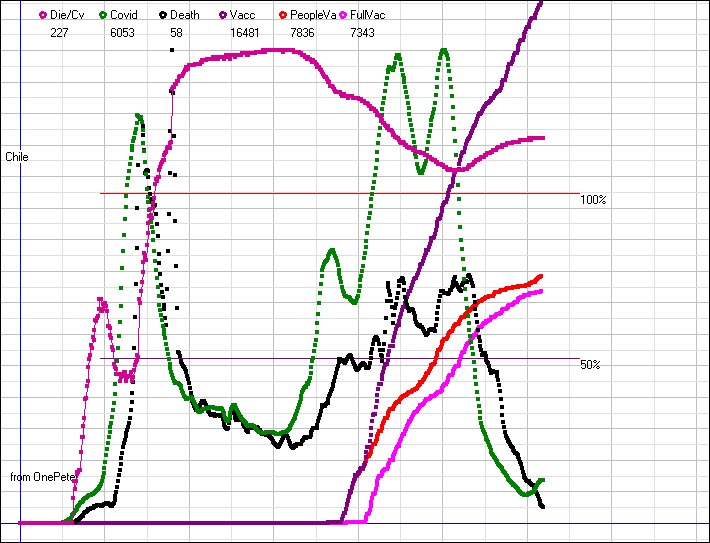 Die/Cv Covid Death Vacc PeopleVa FullVac
227 6053 58 16481 7836 7343
Chile
100%
50%
from OnePete